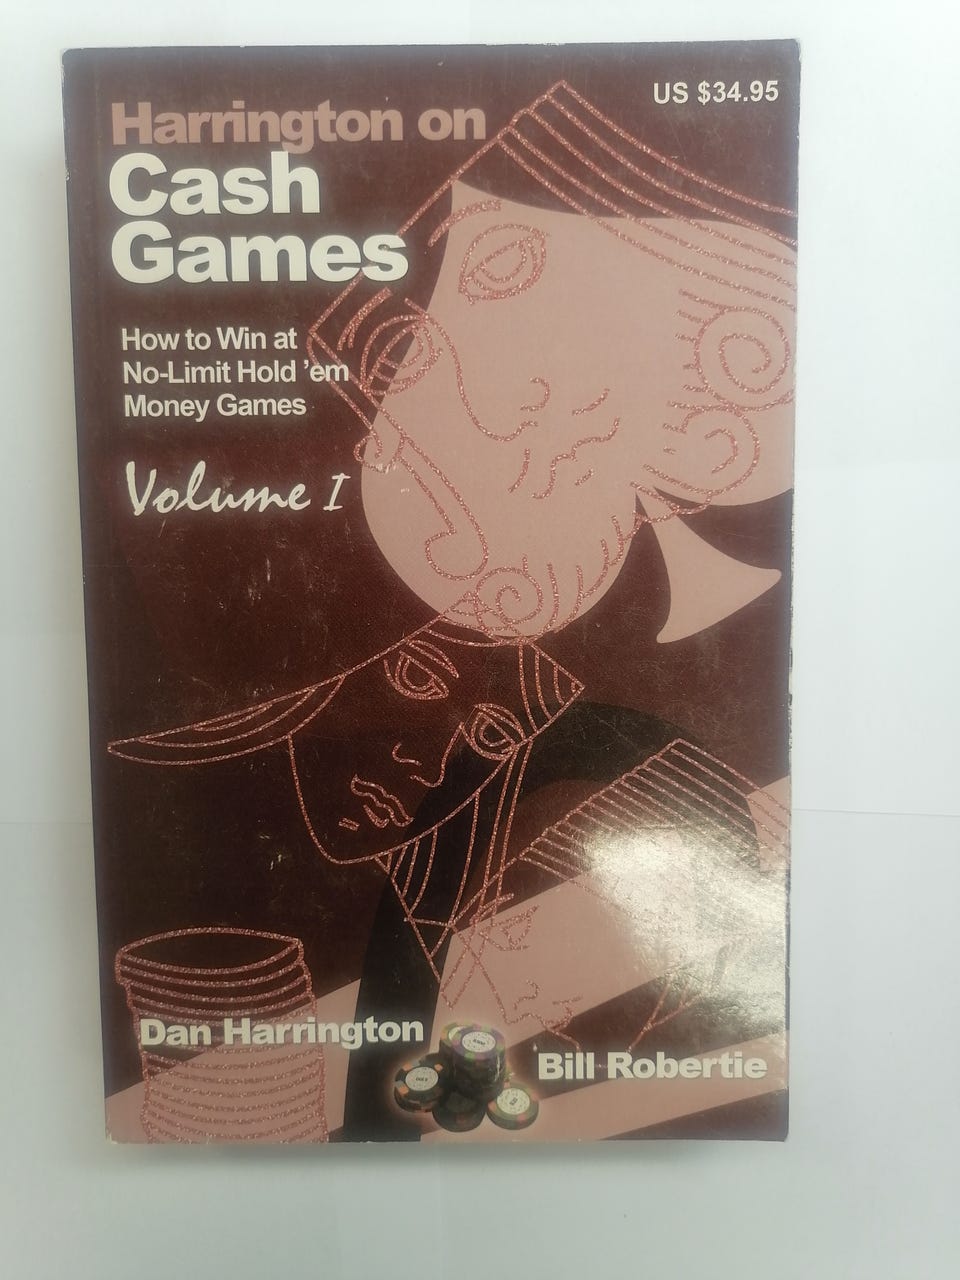 US $34.95
Harrington on
Cash
Games
How to Win at
No-Limit Hold 'em
Money Games
Volume I
Dan Harrington
Bill Robertie